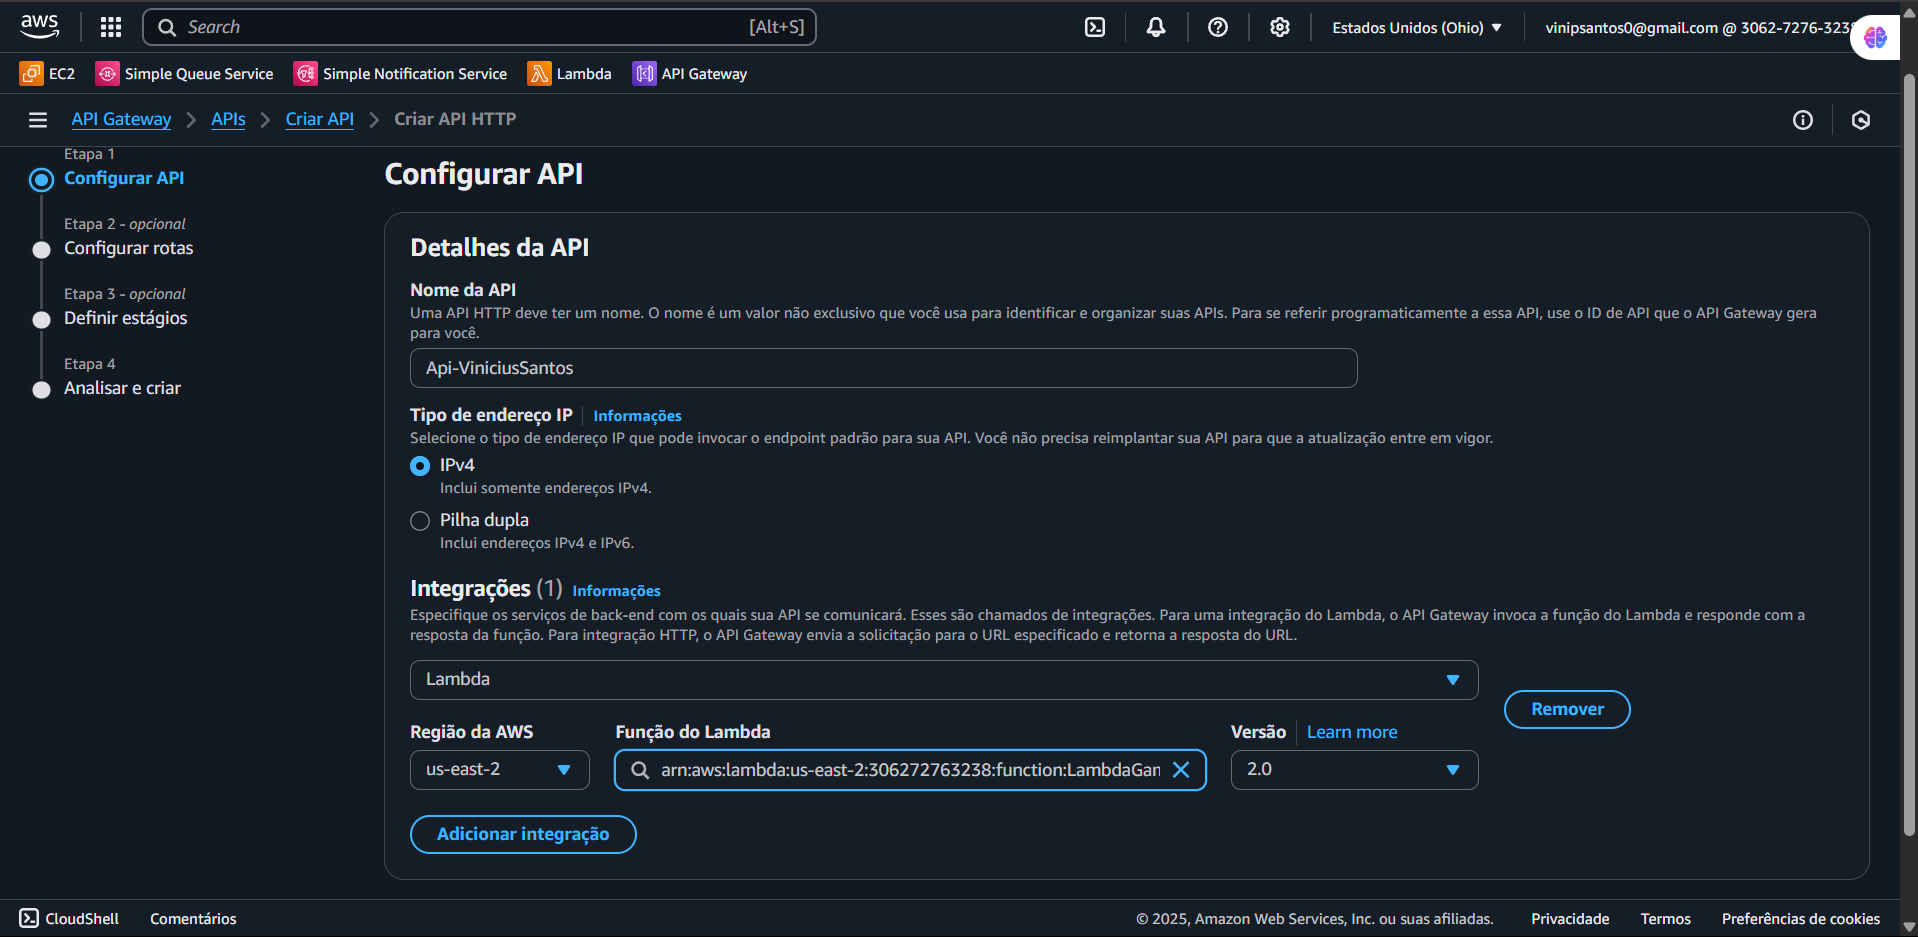 aws
Search [Alt+S]
Estados Unidos (Ohio)
vinipsantos0@gmail.com @ 3062-7276-323
EC2
Simple Queue Service
Simple Notification Service
Lambda
API Gateway
API Gateway
APIs
Criar API
Criar API HTTP
Etapa 1
Configurar API
Etapa 2 - opcional
Configurar rotas
Etapa 3 - opcional
Definir estágios
Etapa 4
Analisar e criar
Configurar API
Detalhes da API
Nome da API
Uma API HTTP deve ter um nome. O nome é um valor não exclusivo que você usa para identificar e organizar suas APIs. Para se referir programaticamente a essa API, use o ID de API que o API Gateway gera
para você.
Api-ViniciusSantos
Tipo de endereço IP Informações
Selecione o tipo de endereço IP que pode invocar o endpoint padrão para sua API. Você não precisa reimplantar sua API para que a atualização entre em vigor.
IPv4
Inclui somente endereços IPv4.
Pilha dupla
Inclui endereços IPv4 e IPv6.
Integrações (1) Informações
Especifique os serviços de back-end com os quais sua API se comunicará. Esses são chamados de integrações. Para uma integração do Lambda, o API Gateway invoca a função do Lambda e responde com a
resposta da função. Para integração HTTP, o API Gateway envia a solicitação para o URL especificado e retorna a resposta do URL.
Lambda
Remover
Região da AWS
Função do Lambda
Versão Learn more
us-east-2
arn:aws:lambda:us-east-2:306272763238:function:LambdaGan
2.0
Adicionar integração
CloudShell
Comentários
© 2025, Amazon Web Services, Inc. ou suas afiliadas.
Privacidade
Termos
Preferências de cookies